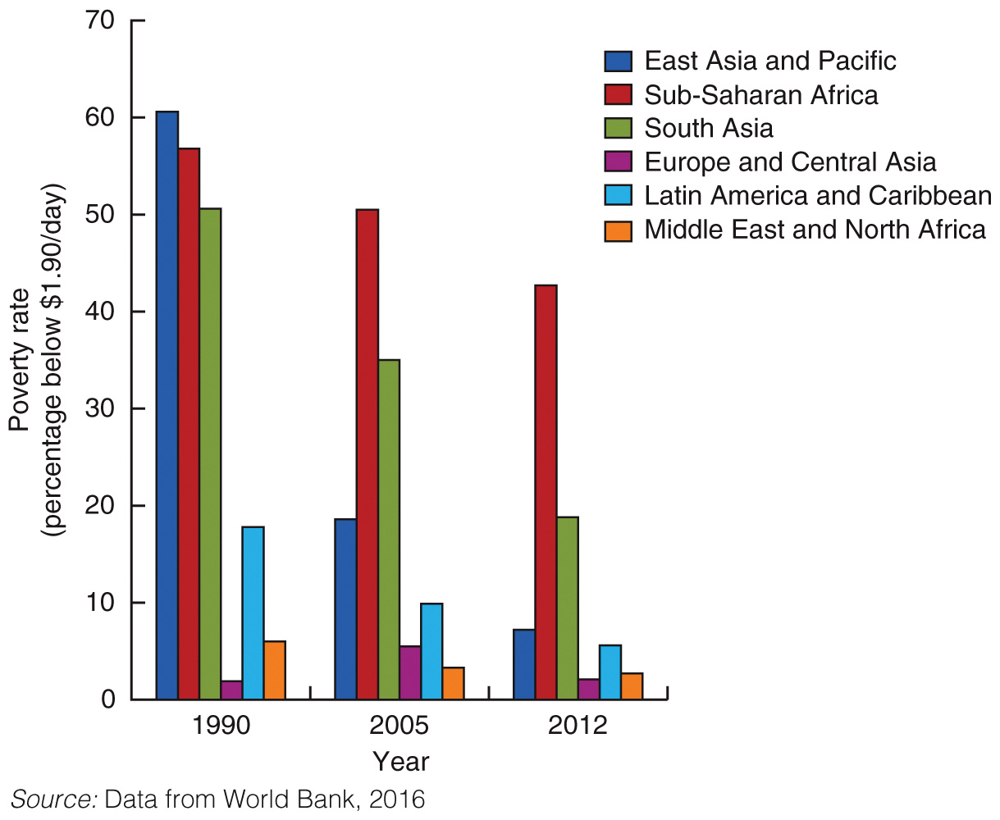 70
60
50
40
30
20
10
0
Poverty rate
(percentage below $1.90/day)
East Asia and Pacific
Sub-Saharan Africa
South Asia
Europe and Central Asia
Latin America and Caribbean
Middle East and North Africa
1990 2005 2012
Year
Source: Data from World Bank, 2016